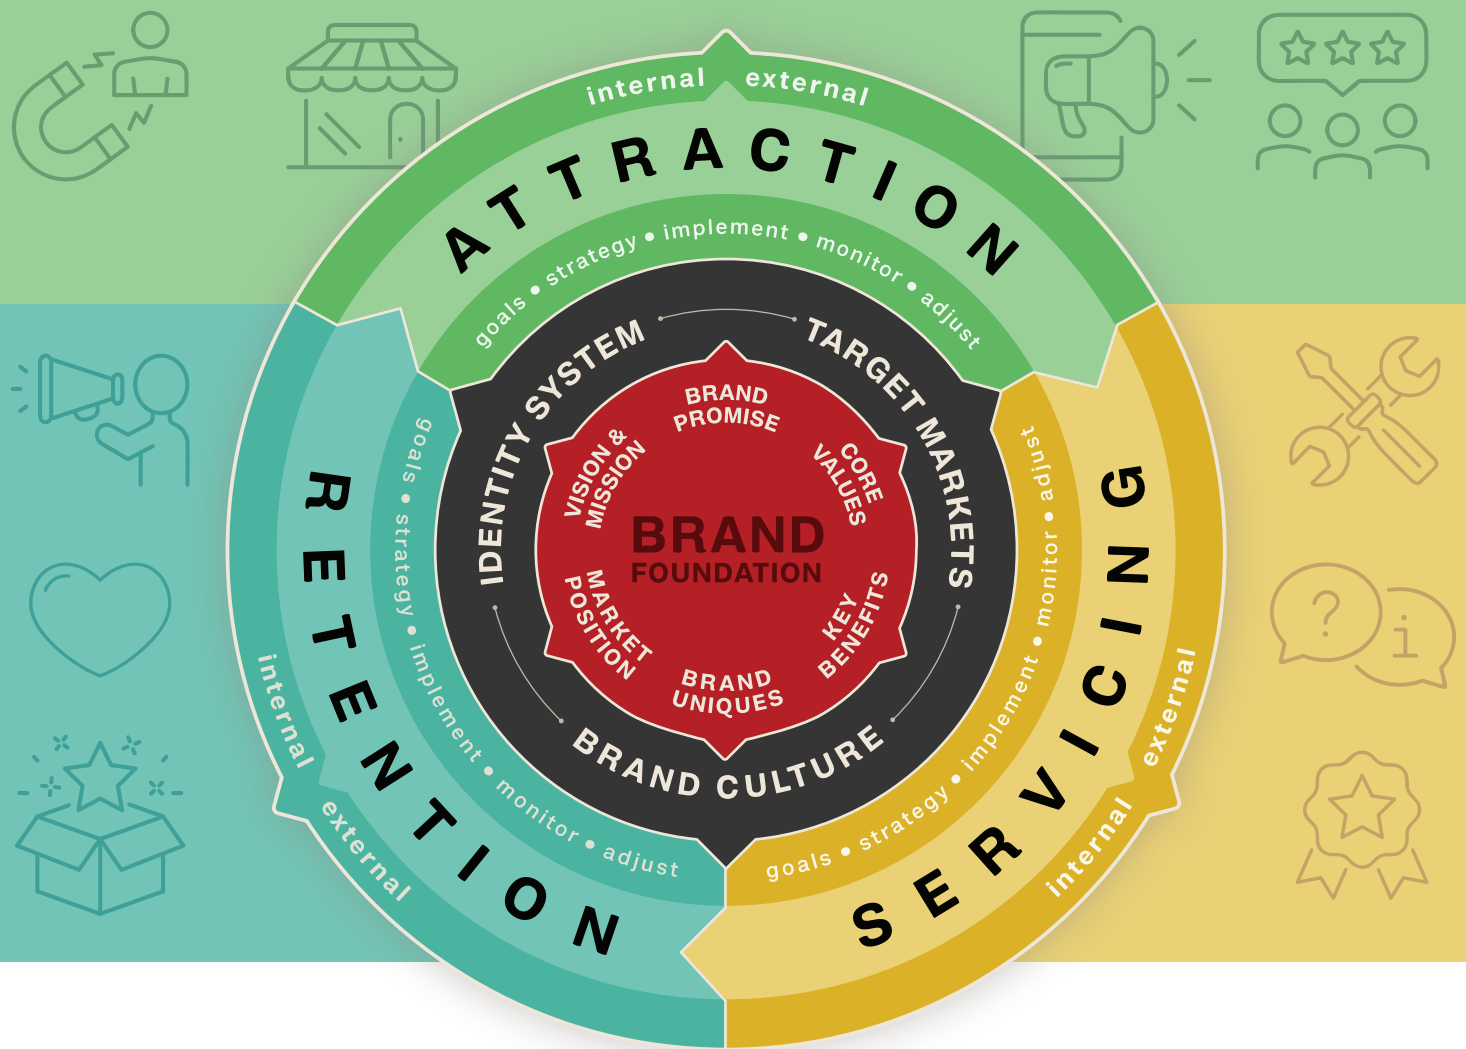 internal
external
ATTRACTION
goals • strategy • implement • monitor • adjust
IDENTITY SYSTEM
TARGET MARKETS
BRAND CULTURE
BRAND
PROMISE
CORE
VALUES
KEY
BENEFITS
BRAND
UNIQUES
MARKET
POSITION
VISION &
MISSION
BRAND
FOUNDATION
SERVICING
goals • strategy • implement • monitor • adjust
external
internal
RETENTION
goals • strategy • implement • monitor • adjust
internal
external
?
i